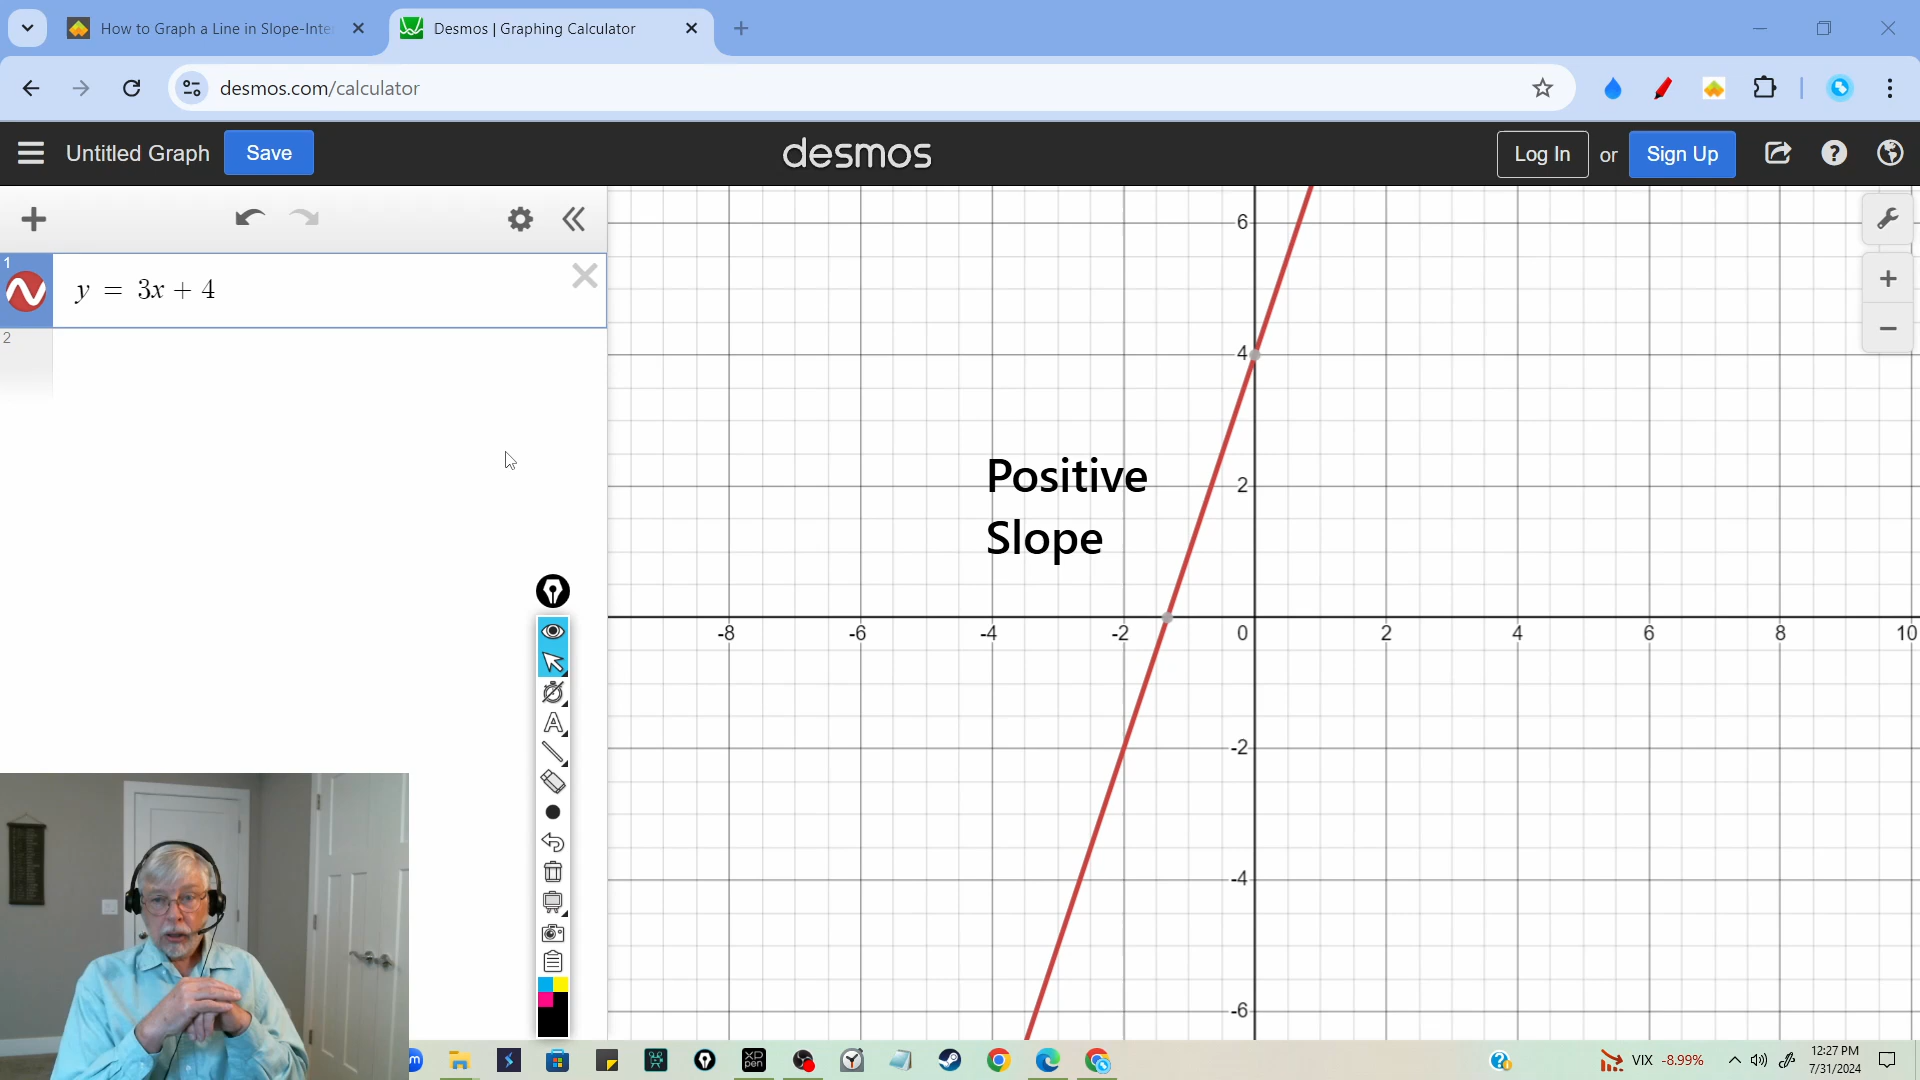 How to Graph a Line in Slope-Inte
Desmos | Graphing Calculator
desmos.com/calculator
Untitled Graph
Save
desmos
Log In
or
Sign Up
1
y = 3x + 4
2
6
4
2
-8
-6
-4
-2
0
2
4
6
8
10
-2
-4
-6
Positive
Slope
A
m
XP
pen
VIX -8.99%
12:27 PM
7/31/2024